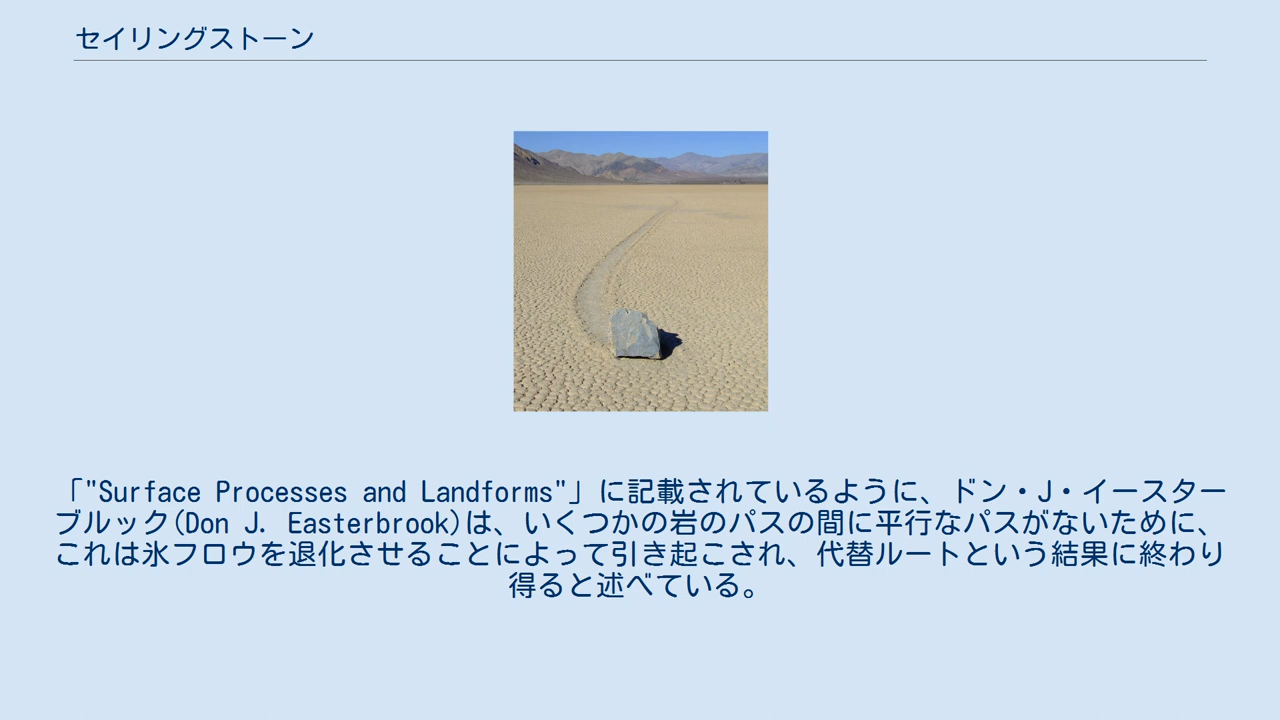 セイリングストーン
「"Surface Processes and Landforms"」に記載されているように、ドン・J・イースター
ブルック(Don J. Easterbrook)は、いくつかの岩のパスの間に平行なパスがないために、
これは氷フロウを退化させることによって引き起こされ、代替ルートという結果に終わり
得ると述べている。